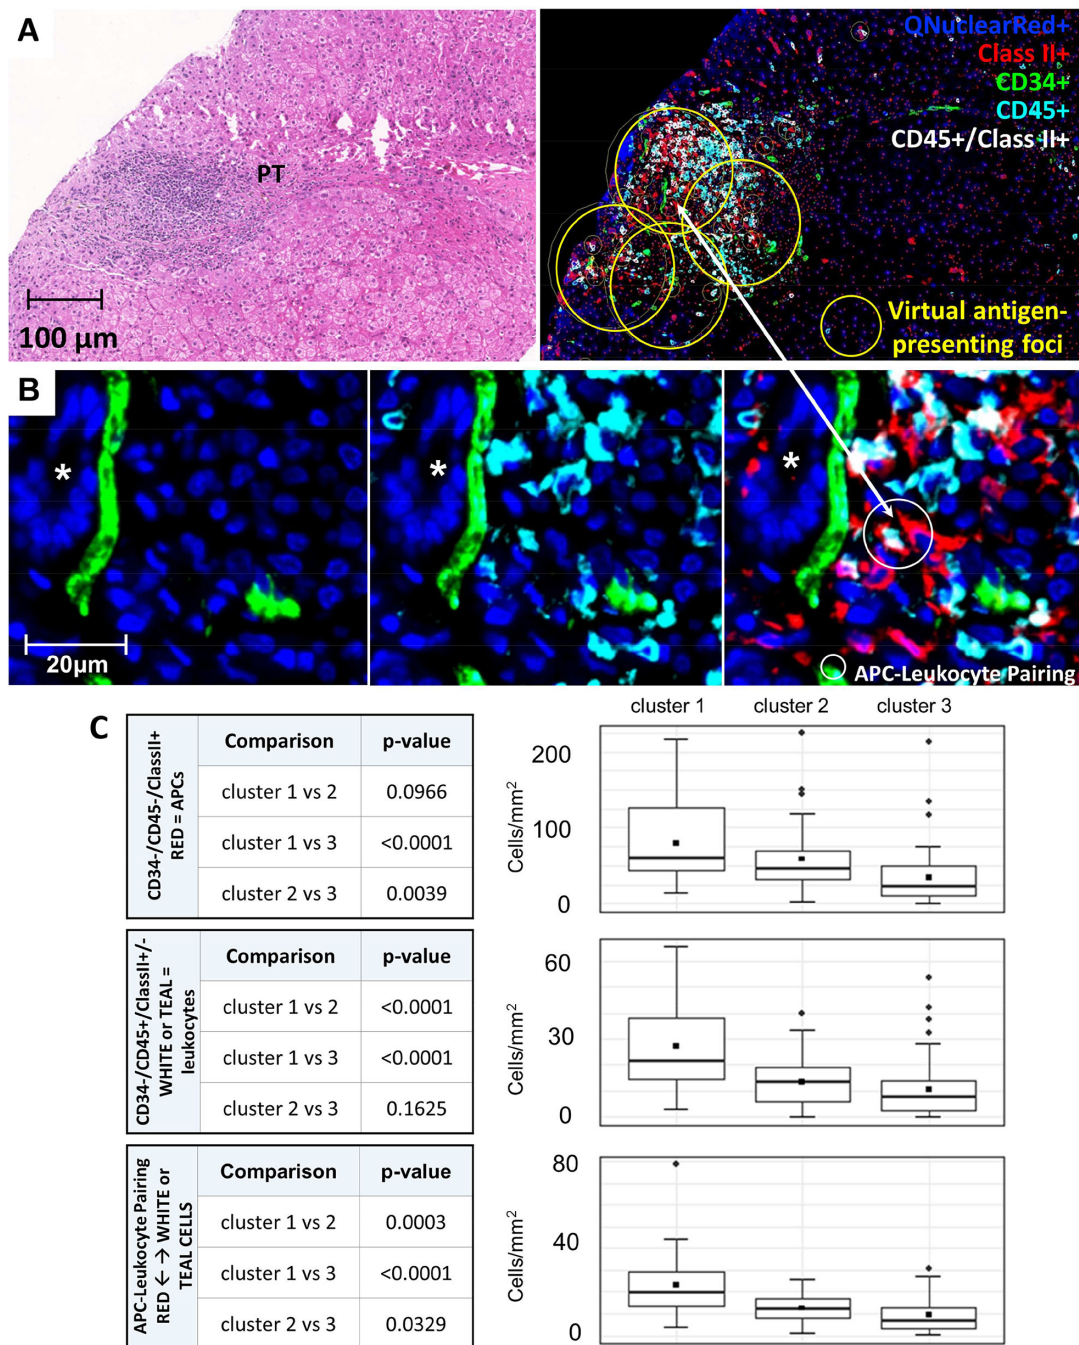 A
PT
100 µm
QNuclearRed+
Class II+
CD34+
CD45+
CD45+/Class II+
Virtual antigen-
presenting foci
B
*
20µm
*
*
APC-Leukocyte Pairing
C
CD34-/CD45-/ClassII+
RED = APCs
Comparison p-value
cluster 1 vs 2 0.0966
cluster 1 vs 3 <0.0001
cluster 2 vs 3 0.0039
CD34-/CD45+/ClassII+/-
WHITE or TEAL =
leukocytes
Comparison p-value
cluster 1 vs 2 <0.0001
cluster 1 vs 3 <0.0001
cluster 2 vs 3 0.1625
APC-Leukocyte Pairing
RED ← → WHITE or
TEAL CELLS
Comparison p-value
cluster 1 vs 2 0.0003
cluster 1 vs 3 <0.0001
cluster 2 vs 3 0.0329
cluster 1 cluster 2 cluster 3
Cells/mm²
200
100
0
Cells/mm²
60
30
0
Cells/mm²
80
40
0